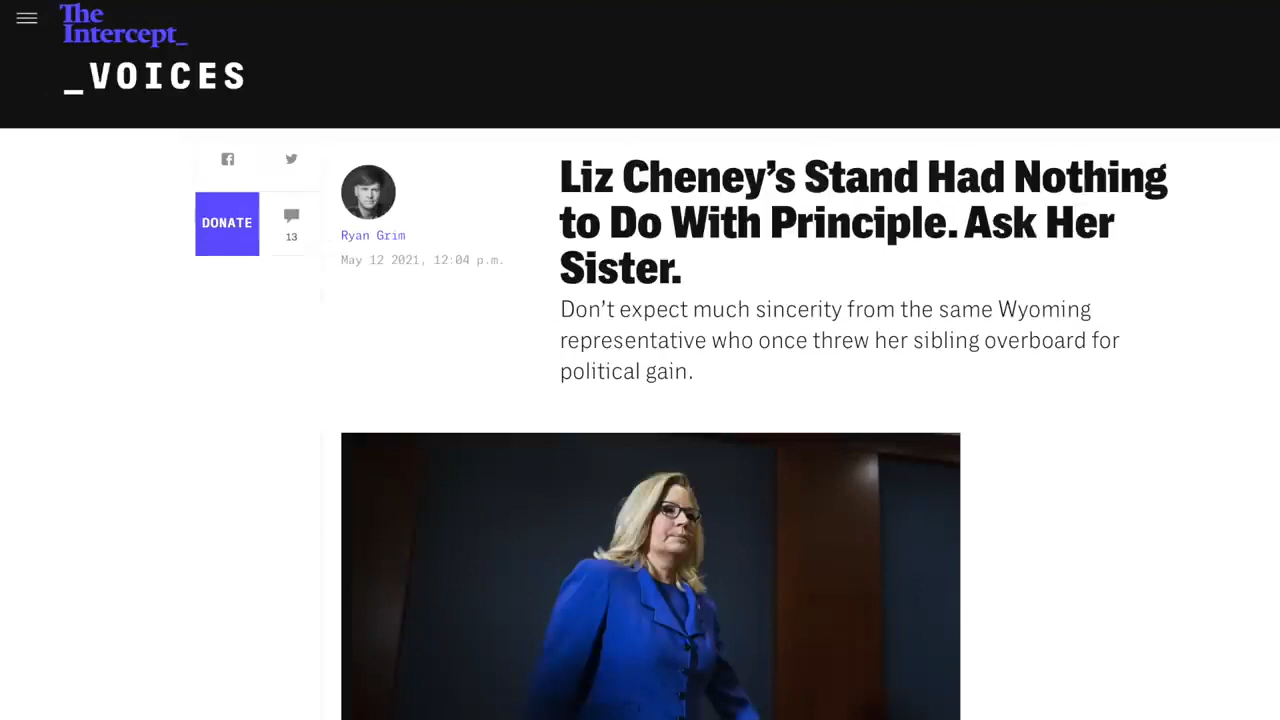 The
Intercept_
_VOICES
DONATE
13
Ryan Grim
May 12 2021, 12:04 p.m.
Liz Cheney’s Stand Had Nothing
to Do With Principle. Ask Her
Sister.
Don’t expect much sincerity from the same Wyoming
representative who once threw her sibling overboard for
political gain.